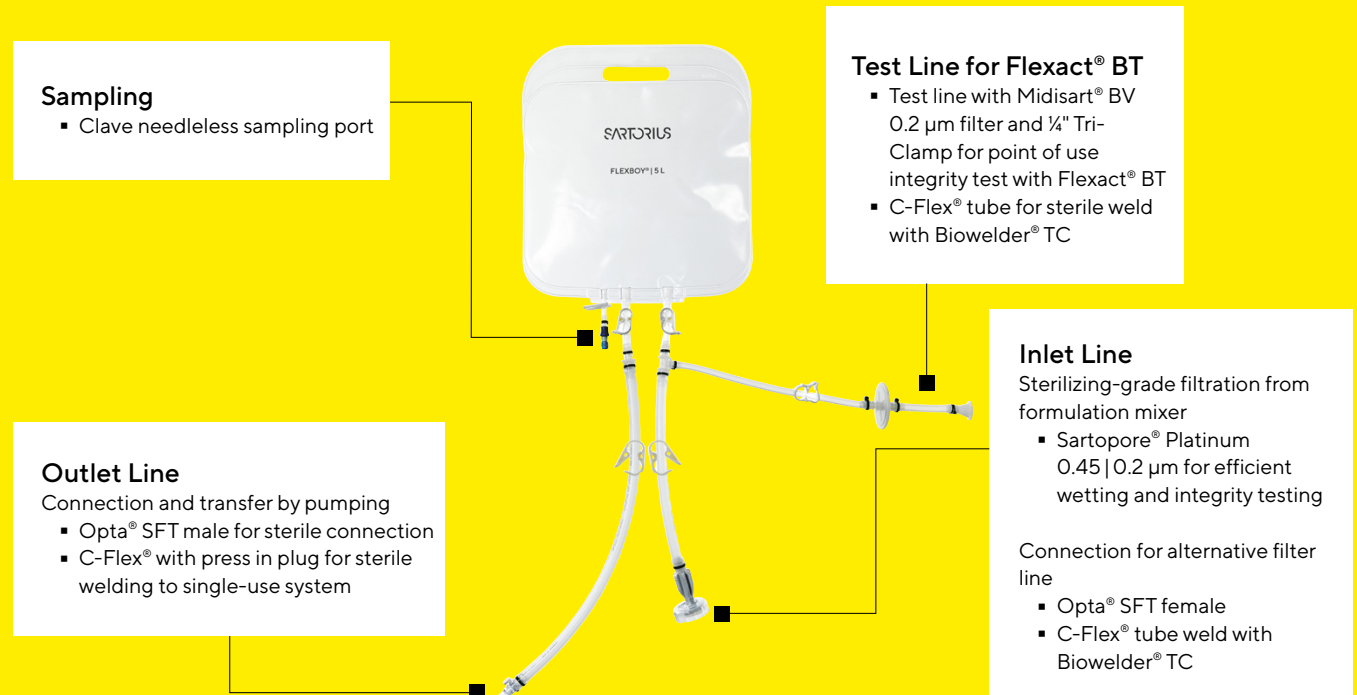 Sampling
▪ Clave needleless sampling port
SARTORIUS
FLEXBOY® | 5 L
Test Line for Flexact® BT
▪ Test line with Midisart® BV
0.2 µm filter and ¼" Tri-
Clamp for point of use
integrity test with Flexact® BT
▪ C-Flex® tube for sterile weld
with Biowelder® TC
Inlet Line
Sterilizing-grade filtration from
formulation mixer
▪ Sartopore® Platinum
0.45 | 0.2 µm for efficient
wetting and integrity testing
Connection for alternative filter
line
▪ Opta® SFT female
▪ C-Flex® tube weld with
Biowelder® TC
Outlet Line
Connection and transfer by pumping
▪ Opta® SFT male for sterile connection
▪ C-Flex® with press in plug for sterile
welding to single-use system